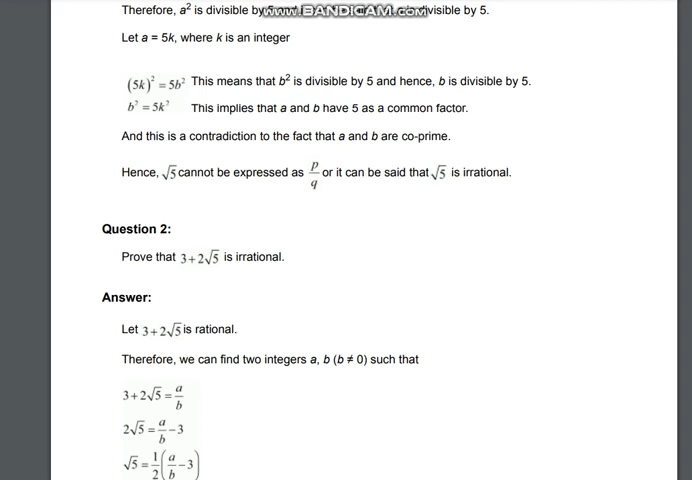 Therefore, a² is divisible by 5 divisible by 5.
www.BANDICAM.com
Let a = 5k, where k is an integer
(5k)² = 5b² This means that b² is divisible by 5 and hence, b is divisible by 5.
b² = 5k² This implies that a and b have 5 as a common factor.
And this is a contradiction to the fact that a and b are co-prime.
Hence, √5 cannot be expressed as p/q or it can be said that √5 is irrational.
Question 2:
Prove that 3+2√5 is irrational.
Answer:
Let 3+2√5 is rational.
Therefore, we can find two integers a, b (b ≠ 0) such that
3+2√5 = a/b
2√5 = a/b − 3
√5 = 1/2(a/b − 3)